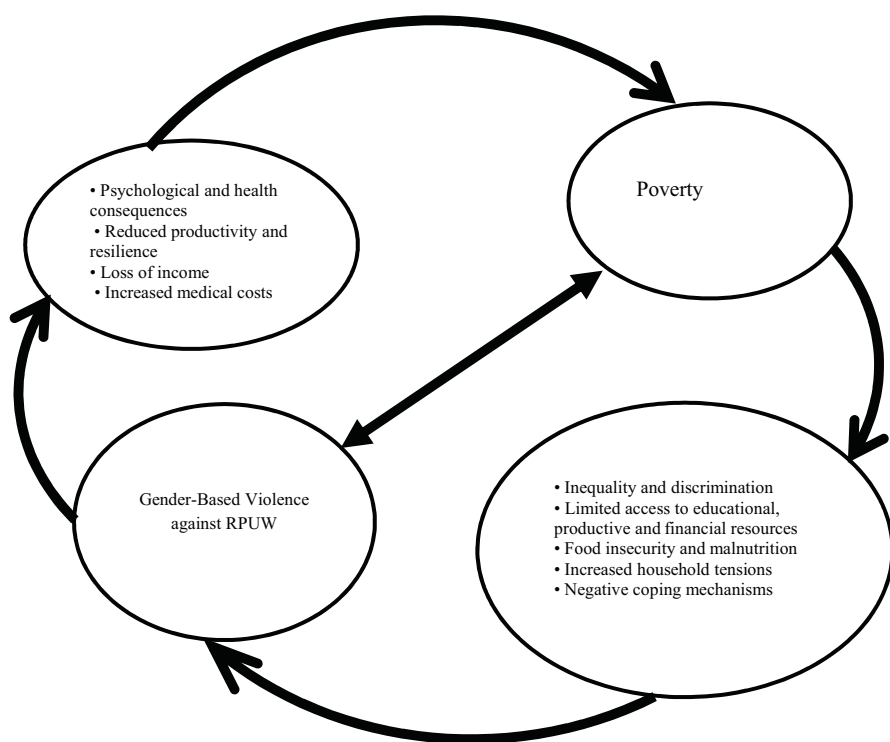 • Psychological and health
consequences
• Reduced productivity and
resilience
• Loss of income
• Increased medical costs
Poverty
Gender-Based Violence
against RPUW
• Inequality and discrimination
• Limited access to educational,
productive and financial resources
• Food insecurity and malnutrition
• Increased household tensions
• Negative coping mechanisms